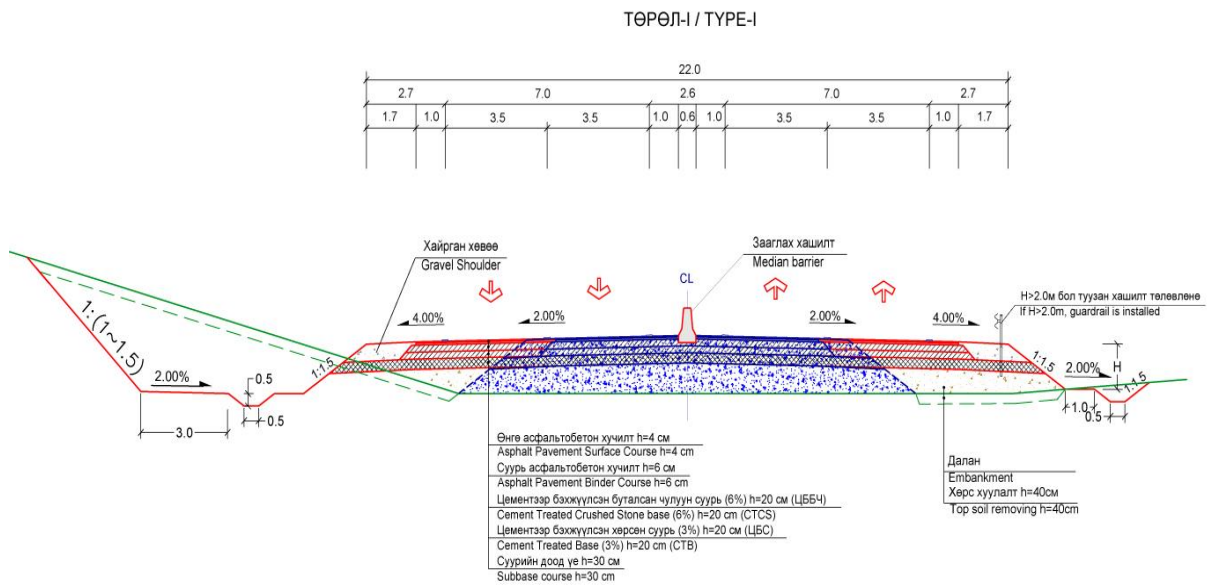 ТӨРӨЛ-I / TYPE-I
22.0
2.7 7.0 2.6 7.0 2.7
1.7 1.0 3.5 3.5 1.0 0.6 1.0 3.5 3.5 1.0 1.7
Хайрган хөвөө
Gravel Shoulder
Зааглах хашилт
Median barrier
CL
H>2.0м бол туузан хашилт төлөвлөнө
If H>2.0m, guardrail is installed
4.00% 2.00% 2.00% 4.00%
1:(1~1.5)
1:1.5
1:1.5
H
2.00%
2.00%
1:1.5
0.5
0.5
3.0
1.0
0.5
Өнгө асфальтобетон хучилт h=4 см
Asphalt Pavement Surface Course h=4 cm
Суурь асфальтобетон хучилт h=6 см
Asphalt Pavement Binder Course h=6 cm
Цементээр бэхжүүлсэн буталсан чулуун суурь (6%) h=20 см (ЦББЧ)
Cement Treated Crushed Stone base (6%) h=20 cm (CTCS)
Цементээр бэхжүүлсэн хөрсөн суурь (3%) h=20 см (ЦБС)
Cement Treated Base (3%) h=20 cm (CTB)
Суурийн доод үе h=30 см
Subbase course h=30 cm
Далан
Embankment
Хөрс хуулалт h=40см
Top soil removing h=40cm